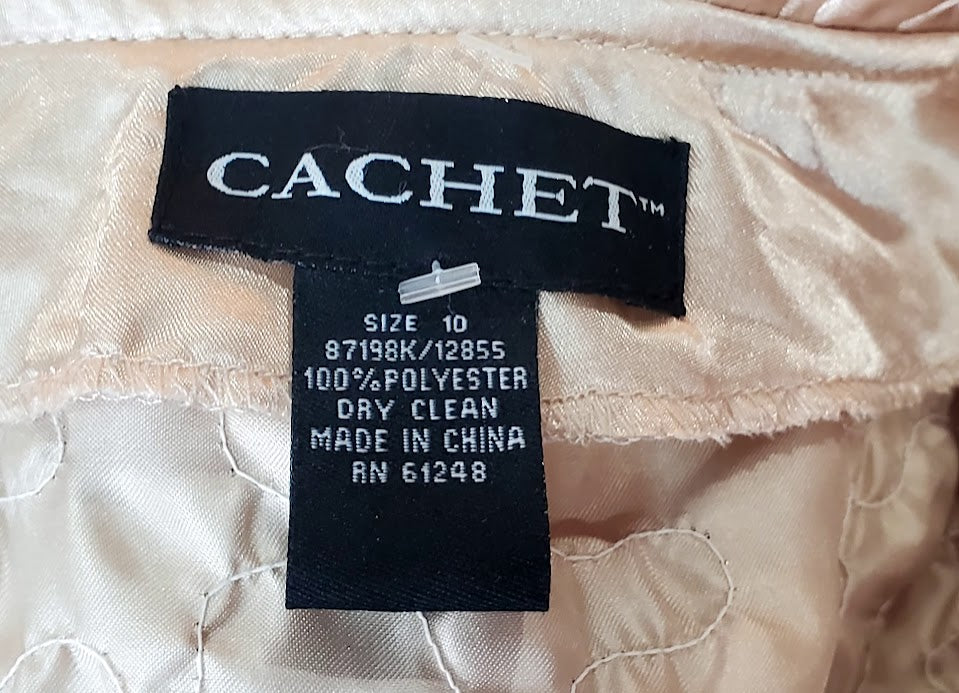 CACHET™
SIZE 10
87198K/12855
100%POLYESTER
DRY CLEAN
MADE IN CHINA
RN 61248